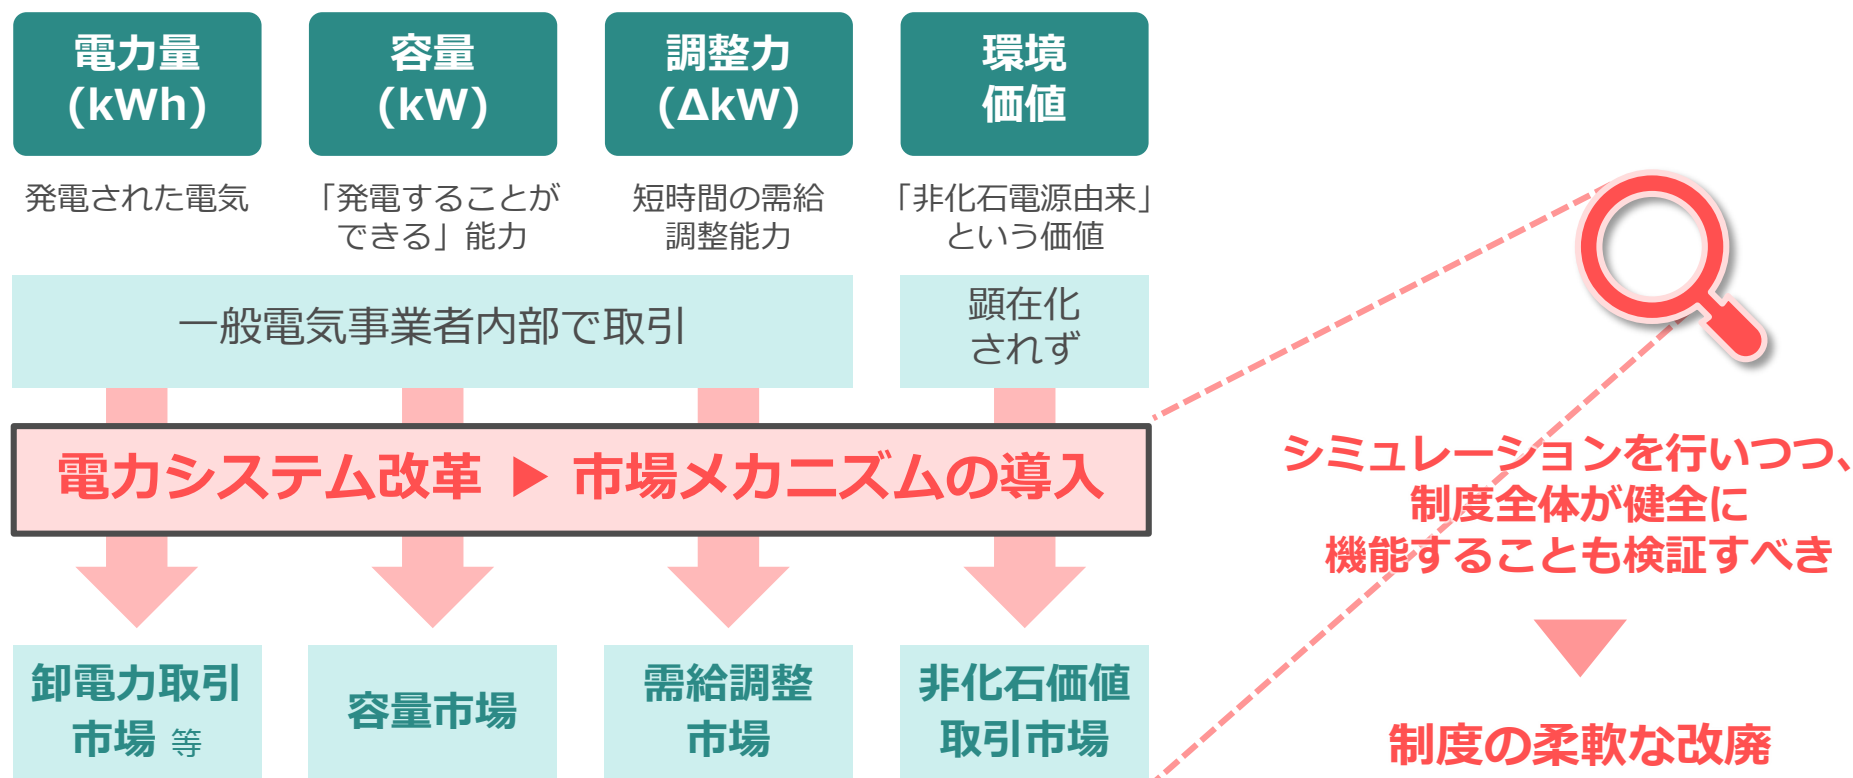 電力量
(kWh)
容量
(kW)
調整力
(ΔkW)
環境
価値
発電された電気
「発電することが
できる」能力
短時間の需給
調整能力
「非化石電源由来」
という価値
一般電気事業者内部で取引
顕在化
されず
電力システム改革 ▶ 市場メカニズムの導入
卸電力取引
市場 等
容量市場
需給調整
市場
非化石価値
取引市場
シミュレーションを行いつつ、
制度全体が健全に
機能することも検証すべき
制度の柔軟な改廃